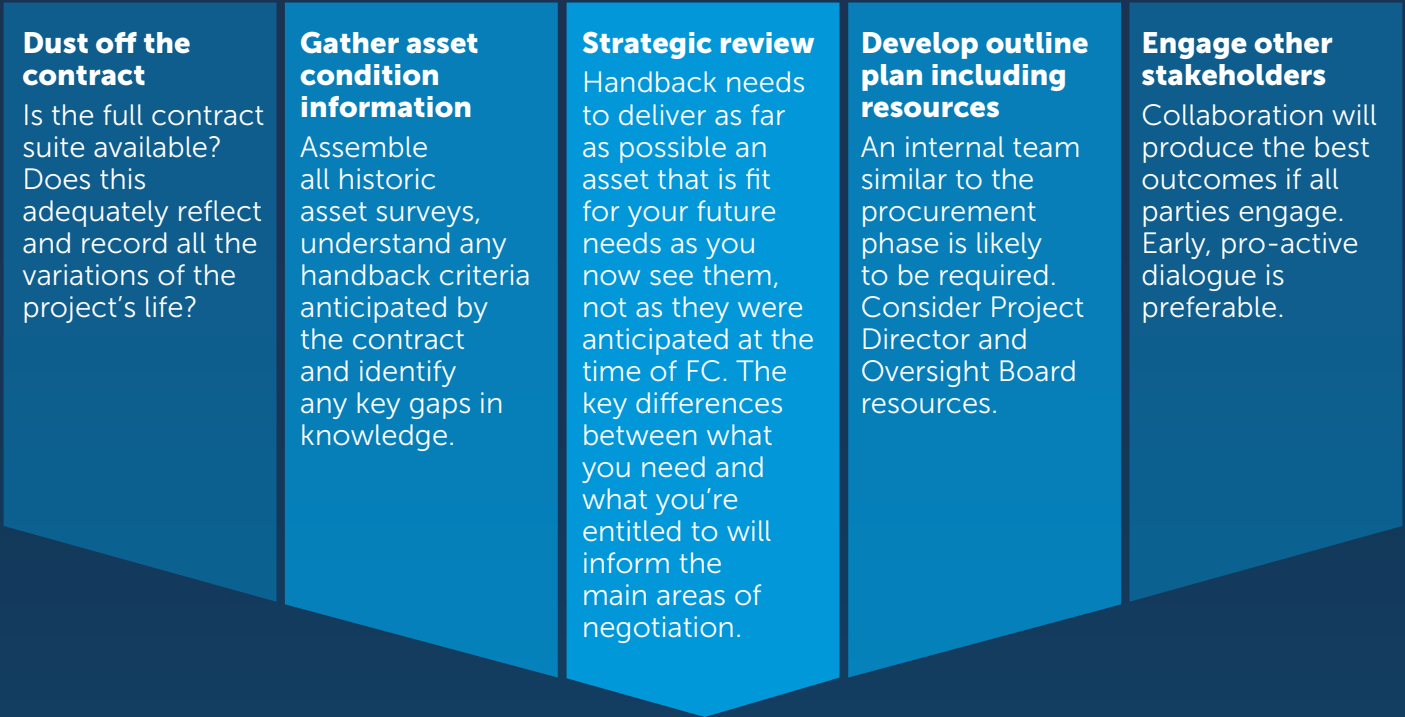 Dust off the
contract
Is the full contract
suite available?
Does this
adequately reflect
and record all the
variations of the
project's life?
Gather asset
condition
information
Assemble
all historic
asset surveys,
understand any
handback criteria
anticipated by
the contract
and identify
any key gaps in
knowledge.
Strategic review
Handback needs
to deliver as far
as possible an
asset that is fit
for your future
needs as you
now see them,
not as they were
anticipated at the
time of FC. The
key differences
between what
you need and
what you're
entitled to will
inform the
main areas of
negotiation.
Develop outline
plan including
resources
An internal team
similar to the
procurement
phase is likely
to be required.
Consider Project
Director and
Oversight Board
resources.
Engage other
stakeholders
Collaboration will
produce the best
outcomes if all
parties engage.
Early, pro-active
dialogue is
preferable.